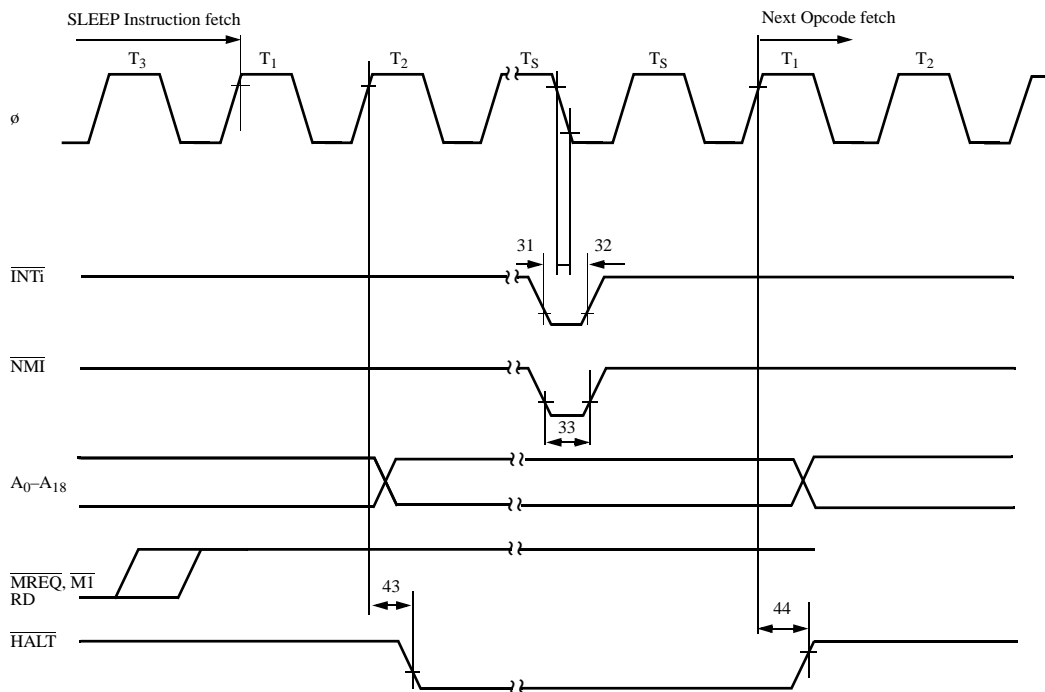 SLEEP Instruction fetch
Next Opcode fetch
T3 T1 T2 TS TS T1 T2
ø
31 32
INTi
NMI
33
A0–A18
MREQ, M1
RD
43 44
HALT